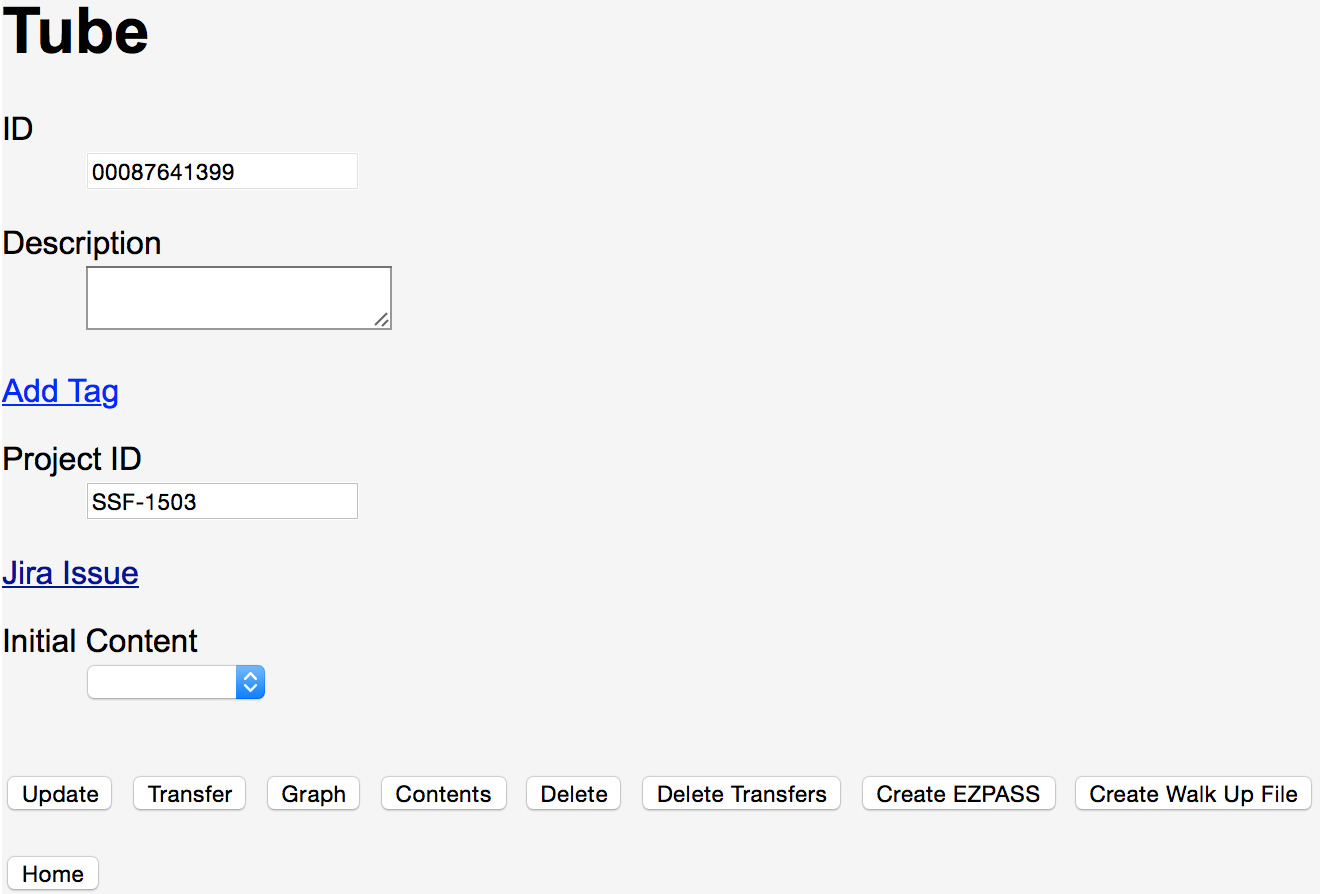 Tube
ID
00087641399
Description
Add Tag
Project ID
SSF-1503
Jira Issue
Initial Content
Update Transfer Graph Contents Delete Delete Transfers Create EZPASS Create Walk Up File
Home